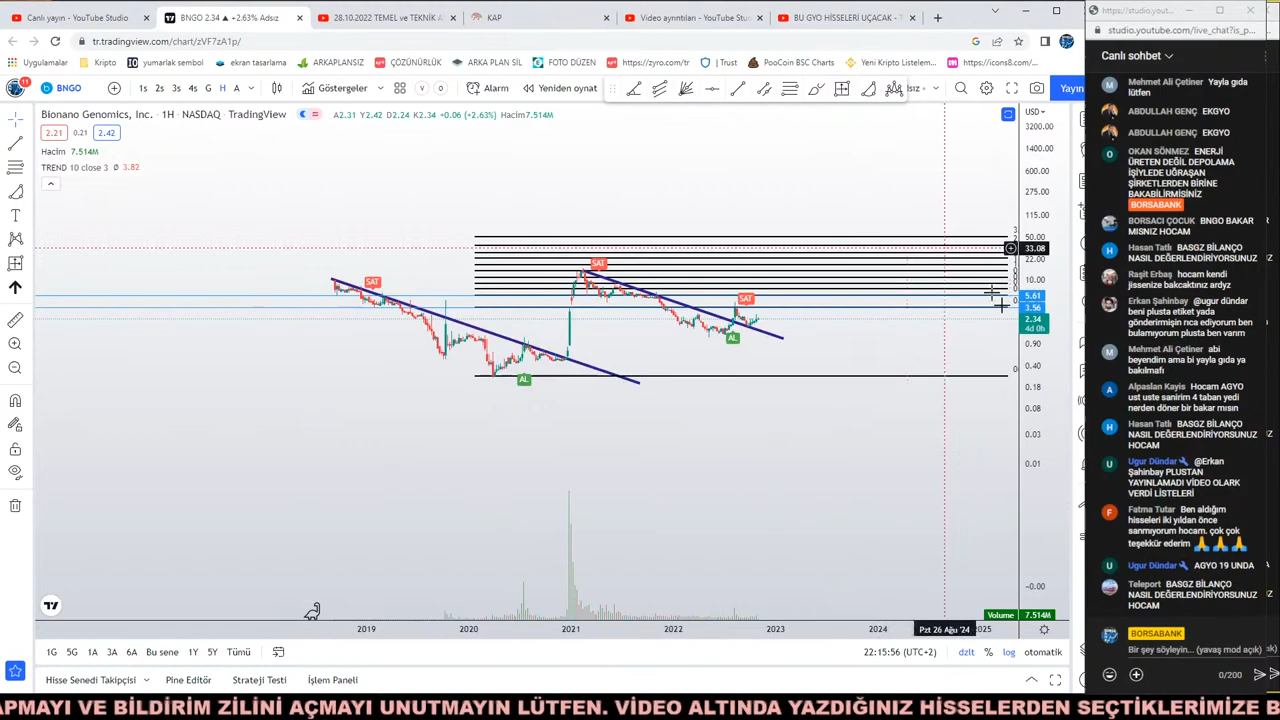 Canlı yayın - YouTube Studio
BNGO 2.34 ▲ +2.63% Adsız
28.10.2022 TEMEL VE TEKNİK
KAP
Video ayrıntıları - YouTube Studio
BU GYO HİSSELERİ UÇACAK - T
https://studio.yout...
tr.tradingview.com/chart/zVF7zA1p/
studio.youtube.com/live_chat?is_p...
Uygulamalar
Kripto
yumarlak sembol
ekran tasarlama
ARKAPLANSIZ
ÇÖZÜNÜRLÜK
ARKA PLAN SİL
FOTO DÜZEN
https://zyro.com/tr
| Trust
PooCoin BSC Charts
Yeni Kripto Listelem...
https://icons8.com/...
Canlı sohbet
11
BNGO
1s
2s
3s
4s
G
H
A
Göstergeler
Alarm
Yeniden oynat
Yayın
Bionano Genomics, Inc. · 1H · NASDAQ · TradingView
A2.31 Y2.42 D2.24 K2.34 +0.06 (+2.63%) Hacim7.514M
USD
2.21
0.21
2.42
Hacim 7.514M
TREND 10 close 3 Ø 3.82
3200.00
1400.00
600.00
275.00
115.00
50.00
33.08
22.00
10.00
5.61
3.56
2.34
4d 0h
0.90
0.40
0.18
0.08
0.03
0.01
−0.00
SAT
SAT
SAT
AL
AL
Volume 7.514M
2019
2020
2021
2022
2023
2024
Pzt 26 Ağu '24
2025
1G
5G
1A
3A
6A
Bu sene
1Y
5Y
Tümü
22:15:56 (UTC+2)
dzlt
%
log
otomatik
Hisse Senedi Takipçisi
Pine Editör
Strateji Testi
İşlem Paneli
Mehmet Ali Çetiner Yayla gıda
lütfen
ABDULLAH GENÇ EKGYO
ABDULLAH GENÇ EKGYO
OKAN SÖNMEZ ENERJİ
ÜRETEN DEĞİL DEPOLAMA
İŞİYLEDE UĞRAŞAN
ŞİRKETLERDEN BİRİNE
BAKABİLİRMİSİNİZ
BORSABANK
BORSACI ÇOCUK BNGO BAKAR
MISNIZ HOCAM
Hasan Tatlı BASGZ BİLANÇO
NASIL DEĞERLENDİRİYORSUNUZ
Raşit Erbaş hocam kendi
jissenize bakcaktınız ardyz
Erkan Şahinbay @ugur dündar
beni plusta etiket yada
göndermişgin nca ediyorum ben
bulamıyorum plusta ben varım
Mehmet Ali Çetiner abi
beyendim ama bi yayla gıda ya
bakılmafı
Alpaslan Kayis Hocam AGYO
ust uste sanirim 4 taban yedi
nerden döner bir bakar mısın
Hasan Tatlı BASGZ BİLANÇO
NASIL DEĞERLENDİRİYORSUNUZ
HOCAM
Ugur Dündar @Erkan
Şahinbay PLUSTAN
YAYINLAMADI VİDEO OLARK
VERDİ LİSTELERİ
Fatma Tutar Ben aldığım
hisseleri iki yıldan önce
sanmıyorum hocam. çok çok
teşekkür ederim 🙏🙏🙏
Ugur Dündar AGYO 19 UNDA
Teleport BASGZ BİLANÇO
NASIL DEĞERLENDİRİYORSUNUZ
HOCAM
BORSABANK
Bir şey söyleyin... (yavaş mod açık)
0/200
APMAYI VE BİLDİRİM ZİLİNİ AÇMAYI UNUTMAYIN LÜTFEN. VİDEO ALTINDA YAZDIĞINIZ HİSSELERDEN SEÇTİKLERİMİZE B